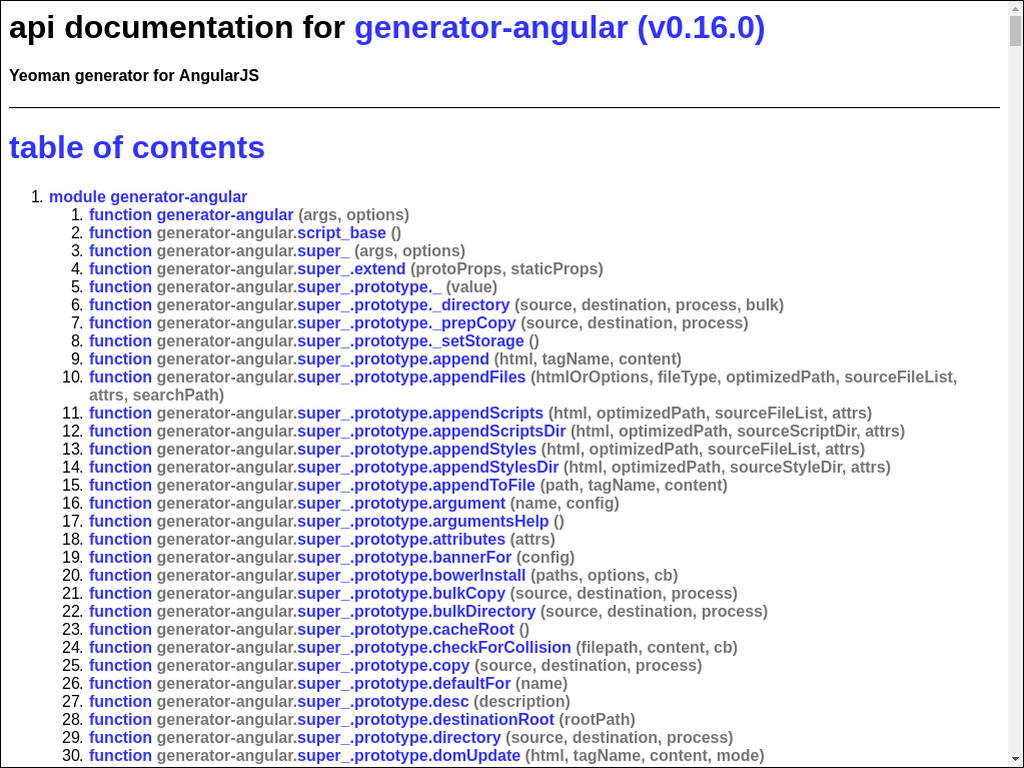 api documentation for generator-angular (v0.16.0)
Yeoman generator for AngularJS
table of contents
1. module generator-angular
1. function generator-angular (args, options)
2. function generator-angular.script_base ()
3. function generator-angular.super_ (args, options)
4. function generator-angular.super_.extend (protoProps, staticProps)
5. function generator-angular.super_.prototype._ (value)
6. function generator-angular.super_.prototype._directory (source, destination, process, bulk)
7. function generator-angular.super_.prototype._prepCopy (source, destination, process)
8. function generator-angular.super_.prototype._setStorage ()
9. function generator-angular.super_.prototype.append (html, tagName, content)
10. function generator-angular.super_.prototype.appendFiles (htmlOrOptions, fileType, optimizedPath, sourceFileList,
attrs, searchPath)
11. function generator-angular.super_.prototype.appendScripts (html, optimizedPath, sourceFileList, attrs)
12. function generator-angular.super_.prototype.appendScriptsDir (html, optimizedPath, sourceScriptDir, attrs)
13. function generator-angular.super_.prototype.appendStyles (html, optimizedPath, sourceFileList, attrs)
14. function generator-angular.super_.prototype.appendStylesDir (html, optimizedPath, sourceStyleDir, attrs)
15. function generator-angular.super_.prototype.appendToFile (path, tagName, content)
16. function generator-angular.super_.prototype.argument (name, config)
17. function generator-angular.super_.prototype.argumentsHelp ()
18. function generator-angular.super_.prototype.attributes (attrs)
19. function generator-angular.super_.prototype.bannerFor (config)
20. function generator-angular.super_.prototype.bowerInstall (paths, options, cb)
21. function generator-angular.super_.prototype.bulkCopy (source, destination, process)
22. function generator-angular.super_.prototype.bulkDirectory (source, destination, process)
23. function generator-angular.super_.prototype.cacheRoot ()
24. function generator-angular.super_.prototype.checkForCollision (filepath, content, cb)
25. function generator-angular.super_.prototype.copy (source, destination, process)
26. function generator-angular.super_.prototype.defaultFor (name)
27. function generator-angular.super_.prototype.desc (description)
28. function generator-angular.super_.prototype.destinationRoot (rootPath)
29. function generator-angular.super_.prototype.directory (source, destination, process)
30. function generator-angular.super_.prototype.domUpdate (html, tagName, content, mode)